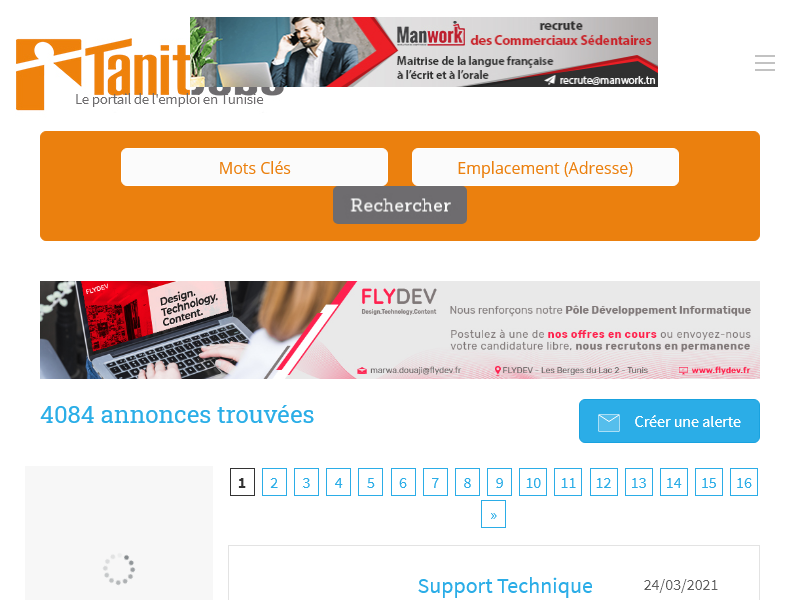 Manwork recrute
des Commerciaux Sédentaires
Maitrise de la langue française
à l'écrit et à l'orale
recrute@manwork.tn
Tanit
Le portail de l'emploi en Tunisie
Mots Clés
Emplacement (Adresse)
Rechercher
FLYDEV
Design.
Technology.
Content.
FLYDEV
Design.Technology.Content
Nous renforçons notre Pôle Développement Informatique
Postulez à une de nos offres en cours ou envoyez-nous
votre candidature libre, nous recrutons en permanence
marwa.douaji@flydev.fr
FLYDEV - Les Berges du Lac 2 - Tunis
www.flydev.fr
4084 annonces trouvées
Créer une alerte
1 2 3 4 5 6 7 8 9 10 11 12 13 14 15 16
»
Support Technique
24/03/2021